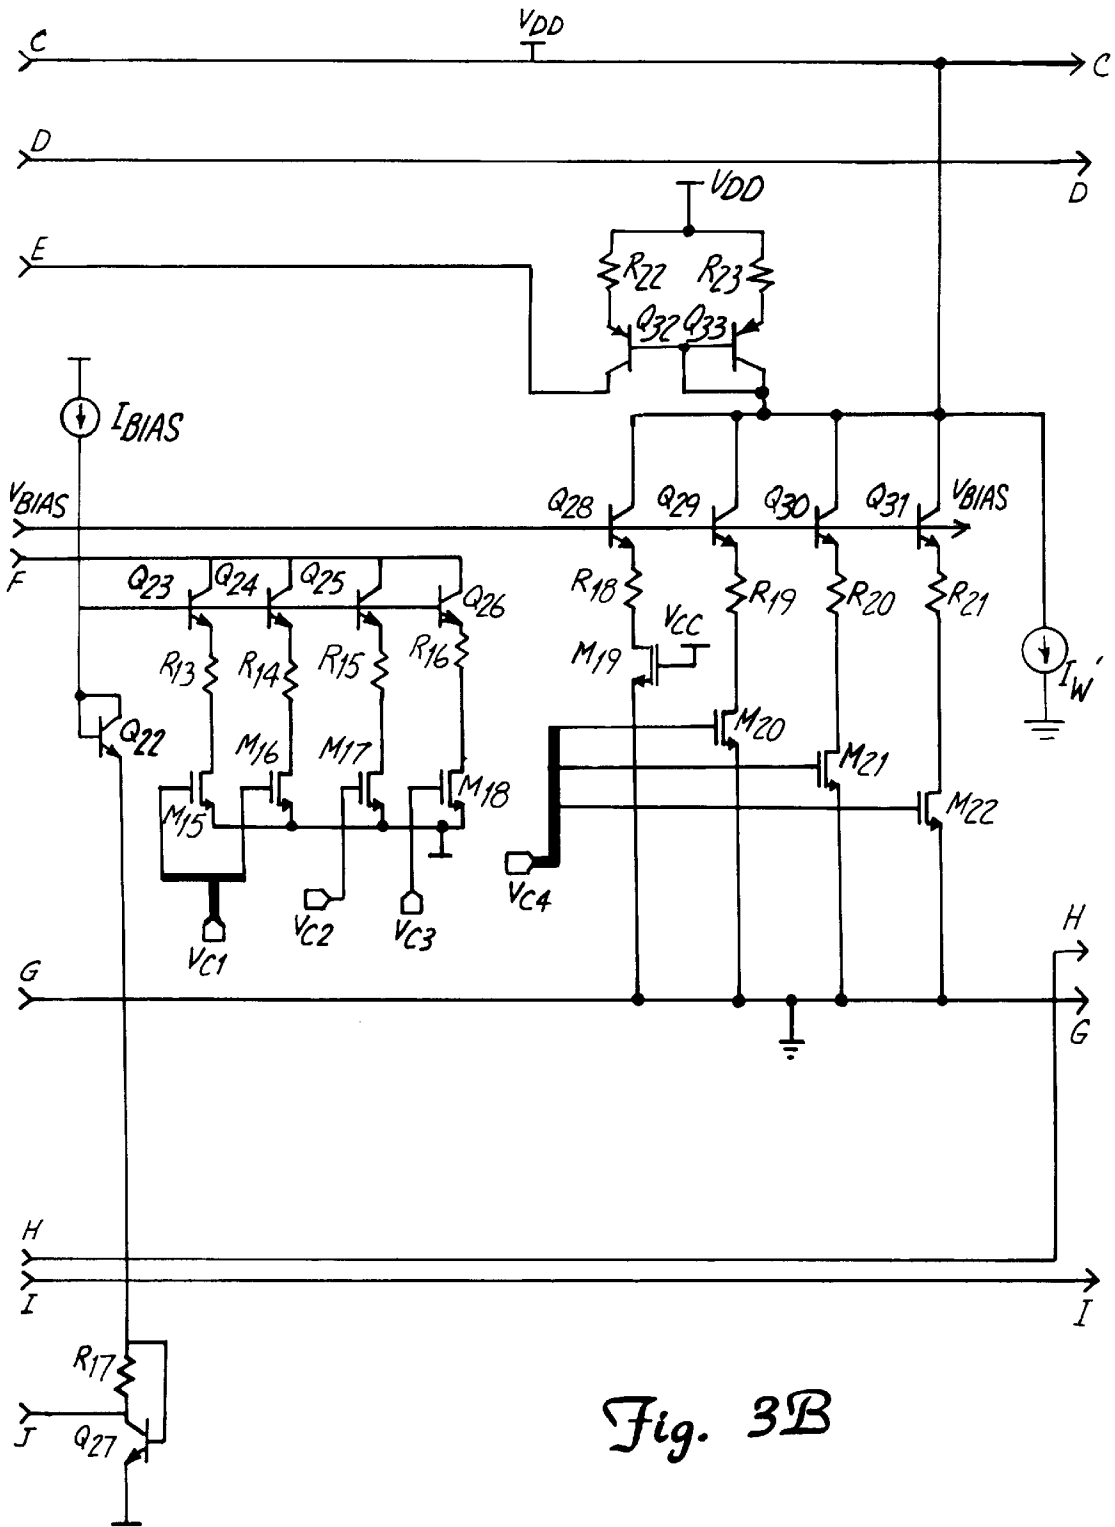 VDD
C
C
D
D
VDD
E
R22
R23
Q32
Q33
IBIAS
VBIAS
Q28
Q29
Q30
Q31
VBIAS
F
Q23
Q24
Q25
Q26
R18
R19
R20
R21
R13
R14
R15
R16
M19
VCC
IW'
Q22
M16
M17
M18
M15
M20
M21
M22
VC1
VC2
VC3
VC4
H
G
G
H
I
I
R17
J
Q27
Fig. 3B